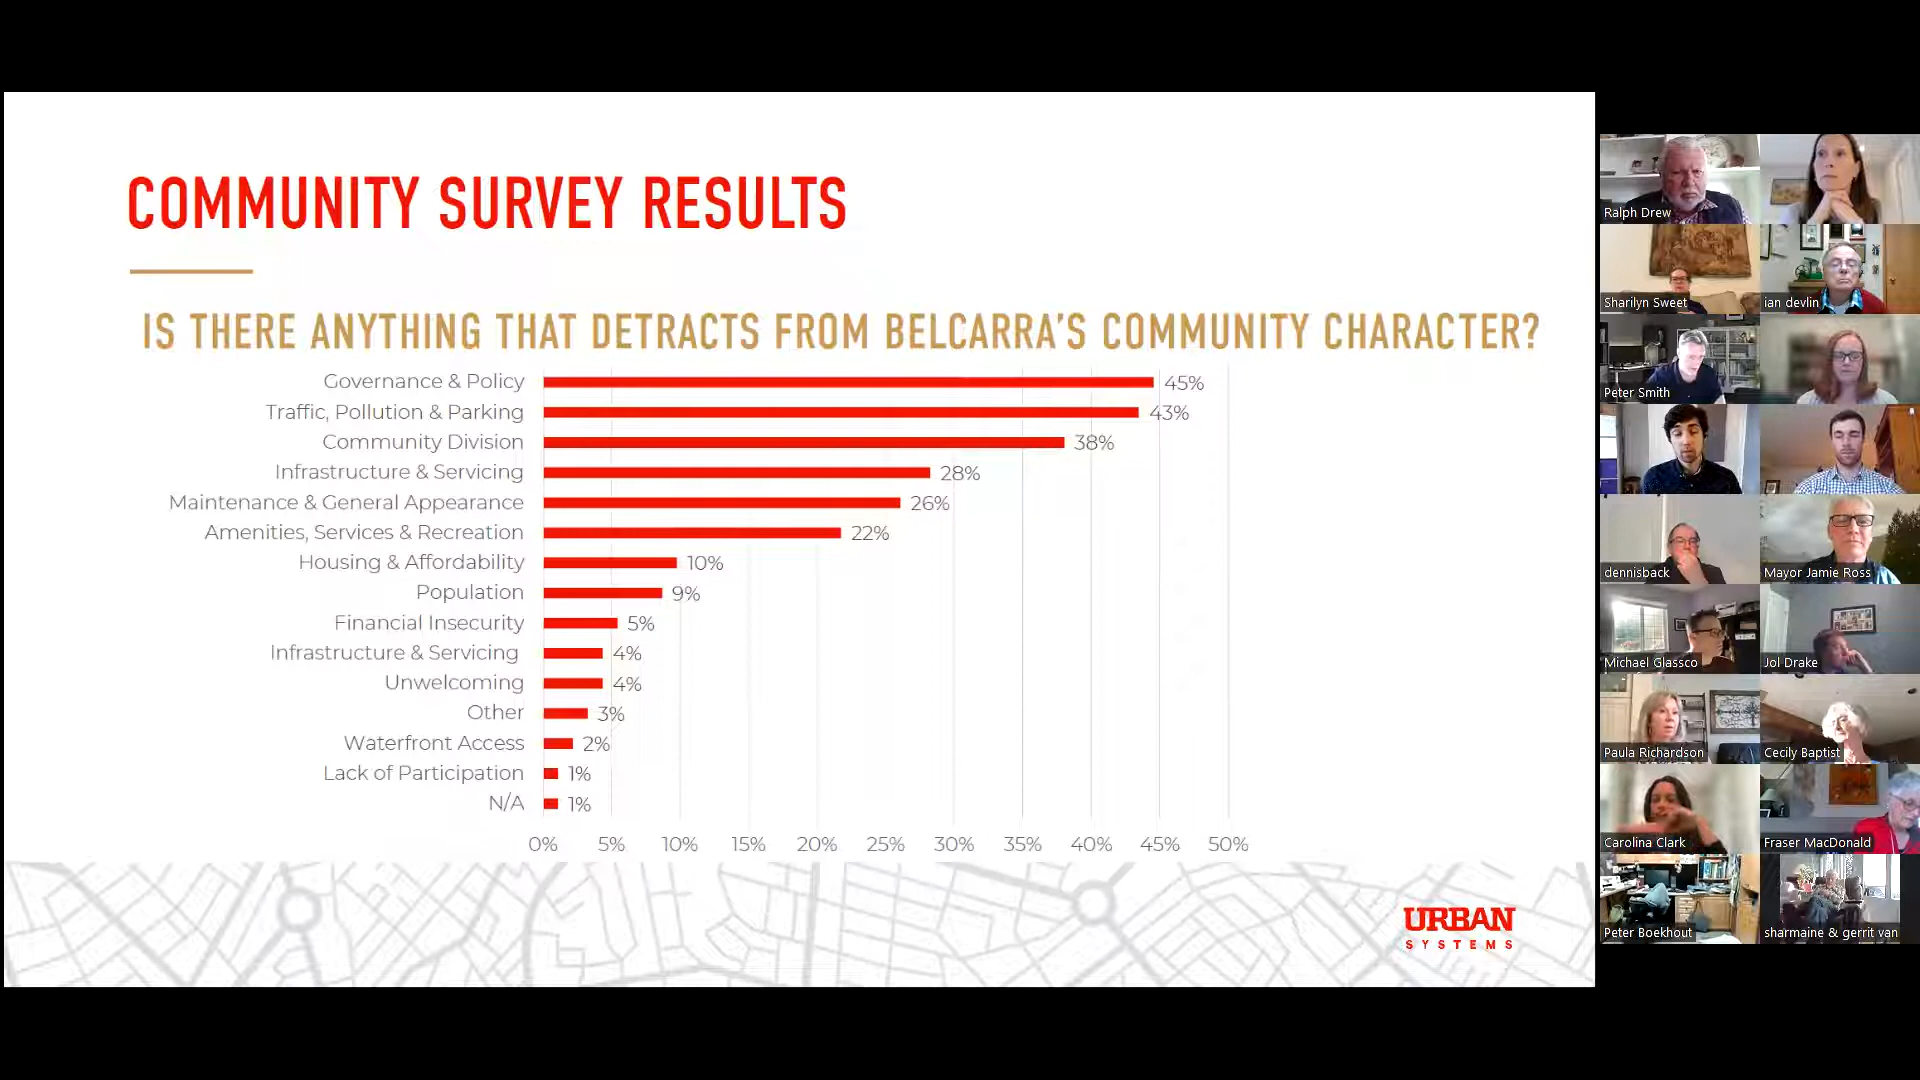 COMMUNITY SURVEY RESULTS
IS THERE ANYTHING THAT DETRACTS FROM BELCARRA'S COMMUNITY CHARACTER?
Governance & Policy 45%
Traffic, Pollution & Parking 43%
Community Division 38%
Infrastructure & Servicing 28%
Maintenance & General Appearance 26%
Amenities, Services & Recreation 22%
Housing & Affordability 10%
Population 9%
Financial Insecurity 5%
Infrastructure & Servicing 4%
Unwelcoming 4%
Other 3%
Waterfront Access 2%
Lack of Participation 1%
N/A 1%
0% 5% 10% 15% 20% 25% 30% 35% 40% 45% 50%
URBAN
SYSTEMS
Ralph Drew
Sharilyn Sweet
ian devlin
Peter Smith
dennisback
Mayor Jamie Ross
Michael Glassco
Jol Drake
Paula Richardson
Cecily Baptist
Carolina Clark
Fraser MacDonald
Peter Boekhout
sharmaine & gerrit van